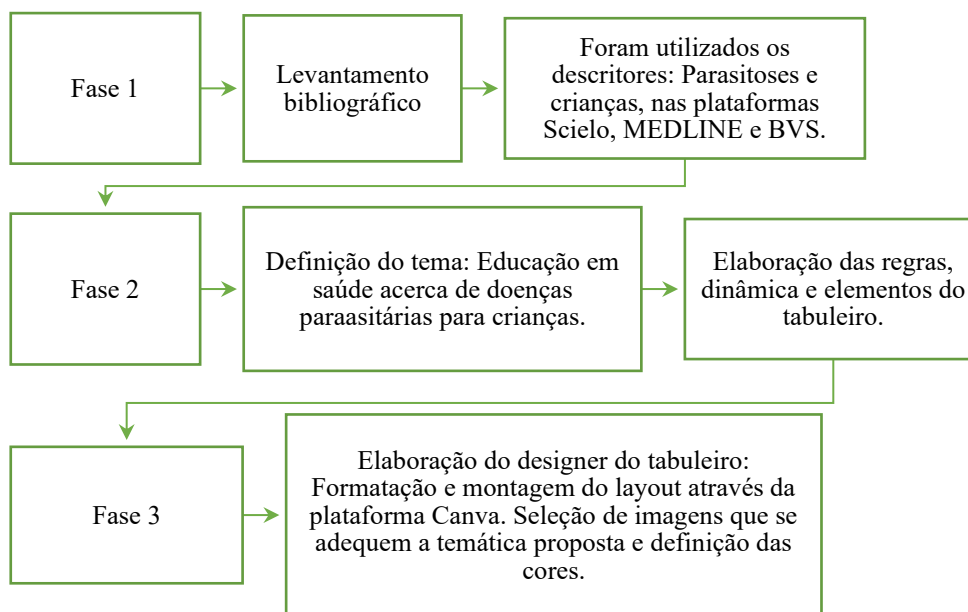 Fase 1
Levantamento
bibliográfico
Foram utilizados os
descritores: Parasitoses e
crianças, nas plataformas
Scielo, MEDLINE e BVS.
Fase 2
Definição do tema: Educação em
saúde acerca de doenças
paraasitárias para crianças.
Elaboração das regras,
dinâmica e elementos do
tabuleiro.
Fase 3
Elaboração do designer do tabuleiro:
Formatação e montagem do layout através da
plataforma Canva. Seleção de imagens que se
adequem a temática proposta e definição das
cores.